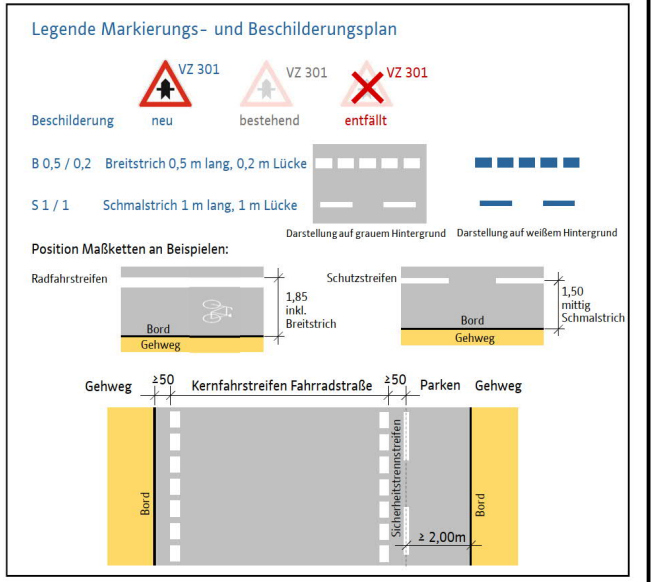 Legende Markierungs- und Beschilderungsplan
VZ 301 VZ 301 VZ 301
Beschilderung neu bestehend entfällt
B 0,5 / 0,2 Breitstrich 0,5 m lang, 0,2 m Lücke
S 1 / 1 Schmalstrich 1 m lang, 1 m Lücke
Darstellung auf grauem Hintergrund Darstellung auf weißem Hintergrund
Position Maßketten an Beispielen:
Radfahrstreifen
1,85
inkl.
Breitstrich
Bord
Gehweg
Schutzstreifen
1,50
mittig
Schmalstrich
Bord
Gehweg
Gehweg ≥50 Kernfahrstreifen Fahrradstraße ≥50 Parken Gehweg
Bord
Sicherheitstrennstreifen
Bord
≥ 2,00m